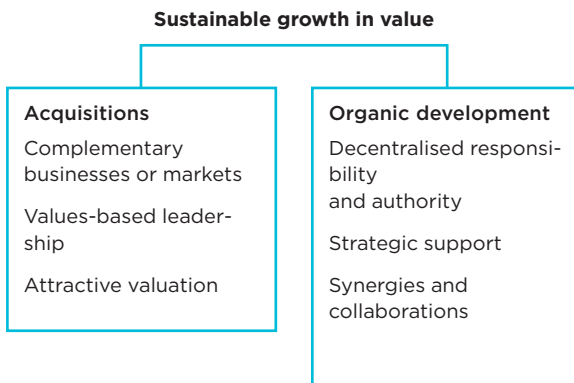 Sustainable growth in value
Acquisitions
Complementary
businesses or markets
Values-based leader-
ship
Attractive valuation
Organic development
Decentralised responsi-
bility
and authority
Strategic support
Synergies and
collaborations